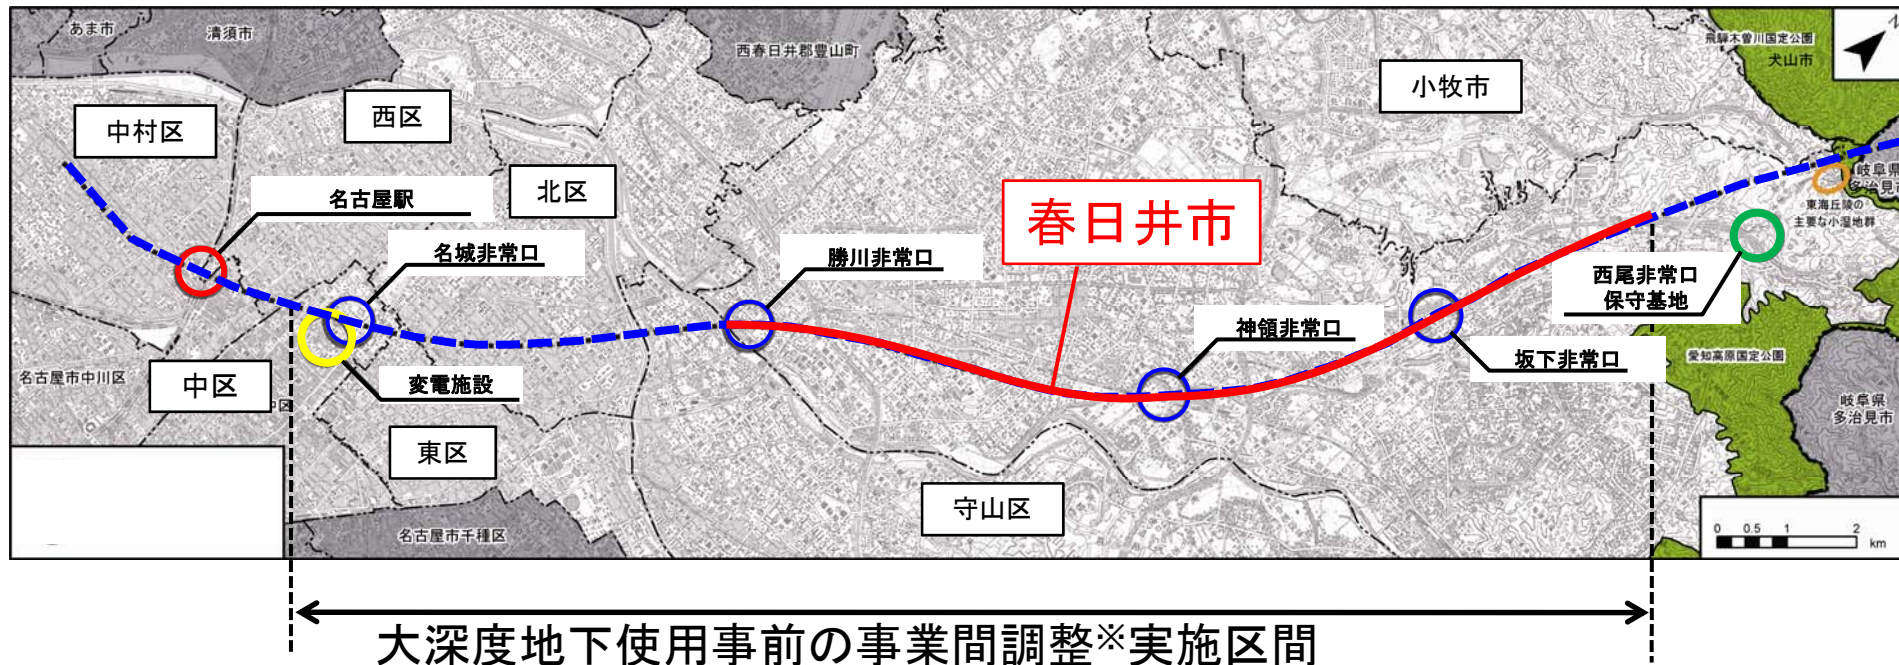 あま市
清須市
西春日井郡豊山町
飛騨木曽川国定公園
犬山市
小牧市
西区
中村区
北区
岐阜県
多治見市
名古屋駅
春日井市
東海丘陵の
主要な小湿地群
名城非常口
勝川非常口
西尾非常口
保守基地
神領非常口
坂下非常口
愛知高原国定公園
名古屋市中川区
中区
変電施設
中区
岐阜県
多治見市
東区
守山区
名古屋市千種区
0 0.5 1 2
km
大深度地下使用事前の事業間調整※実施区間